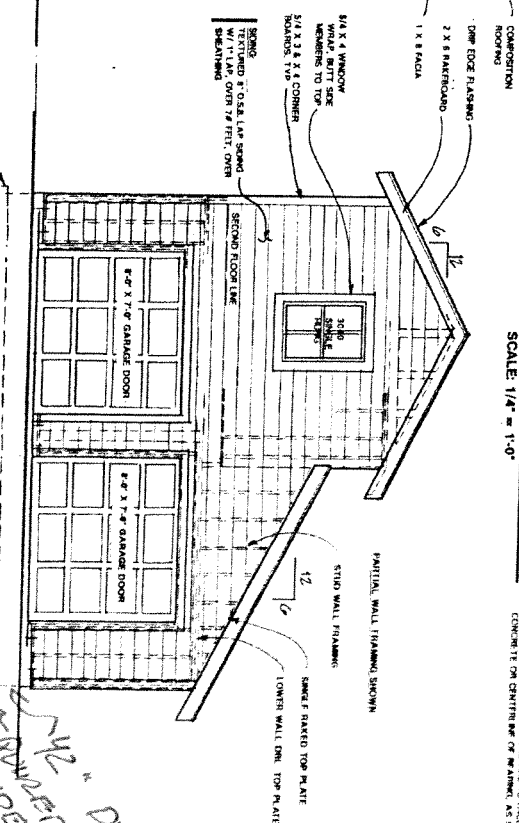 SCALE: 1/4" = 1'-0"
CONCRETE OR CENTERLINE OF BEARING, AS
COMPOSITION
ROOFING
DRIP EDGE FLASHING
2 X 6 RAKEBOARD
1 X 8 FACIA
5/4 X 4 WINDOW
WRAP, BUTT SIDE
MEMBERS TO TOP
5/4 X 3 & X 4 CORNER
BOARDS, TYP
SIDING
TEXTURED 8" O.S.B. LAP SIDING
W/ 1" LAP, OVER 7# FELT, OVER
SHEATHING
6
12
SINGLE
HUNG
SECOND FLOOR LINE
8'-0" X 7'-0" GARAGE DOOR
8'-0" X 7'-0" GARAGE DOOR
12
6
PARTIAL WALL FRAMING SHOWN
STUD WALL FRAMING
SINGLE RAKED TOP PLATE
LOWER WALL DBL TOP PLATE
42"